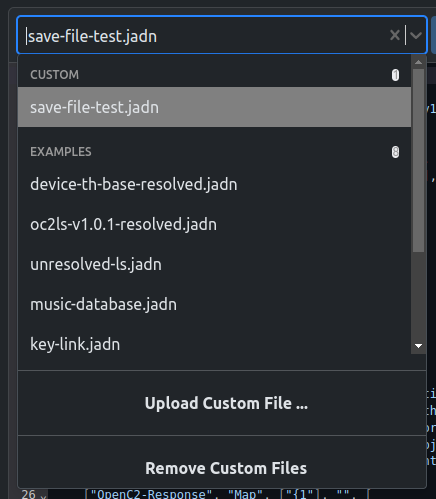 save-file-test.jadn
CUSTOM 1
save-file-test.jadn
EXAMPLES 8
device-th-base-resolved.jadn
oc2ls-v1.0.1-resolved.jadn
unresolved-ls.jadn
music-database.jadn
key-link.jadn
Upload Custom File ...
Remove Custom Files
26 ["OpenC2-Response", "Map", ["{1"], "", [